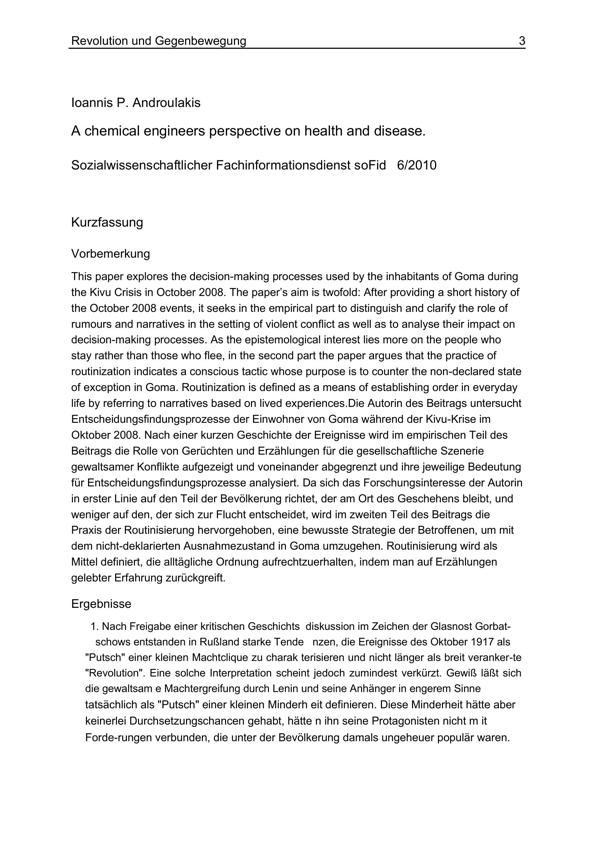 Revolution und Gegenbewegung 3
Ioannis P. Androulakis
A chemical engineers perspective on health and disease.
Sozialwissenschaftlicher Fachinformationsdienst soFid 6/2010
Kurzfassung
Vorbemerkung
This paper explores the decision-making processes used by the inhabitants of Goma during
the Kivu Crisis in October 2008. The paper's aim is twofold: After providing a short history of
the October 2008 events, it seeks in the empirical part to distinguish and clarify the role of
rumours and narratives in the setting of violent conflict as well as to analyse their impact on
decision-making processes. As the epistemological interest lies more on the people who
stay rather than those who flee, in the second part the paper argues that the practice of
routinization indicates a conscious tactic whose purpose is to counter the non-declared state
of exception in Goma. Routinization is defined as a means of establishing order in everyday
life by referring to narratives based on lived experiences.Die Autorin des Beitrags untersucht
Entscheidungsfindungsprozesse der Einwohner von Goma während der Kivu-Krise im
Oktober 2008. Nach einer kurzen Geschichte der Ereignisse wird im empirischen Teil des
Beitrags die Rolle von Gerüchten und Erzählungen für die gesellschaftliche Szenerie
gewaltsamer Konflikte aufgezeigt und voneinander abgegrenzt und ihre jeweilige Bedeutung
für Entscheidungsfindungsprozesse analysiert. Da sich das Forschungsinteresse der Autorin
in erster Linie auf den Teil der Bevölkerung richtet, der am Ort des Geschehens bleibt, und
weniger auf den, der sich zur Flucht entscheidet, wird im zweiten Teil des Beitrags die
Praxis der Routinisierung hervorgehoben, eine bewusste Strategie der Betroffenen, um mit
dem nicht-deklarierten Ausnahmezustand in Goma umzugehen. Routinisierung wird als
Mittel definiert, die alltägliche Ordnung aufrechtzuerhalten, indem man auf Erzählungen
gelebter Erfahrung zurückgreift.
Ergebnisse
1. Nach Freigabe einer kritischen Geschichts diskussion im Zeichen der Glasnost Gorbat-
schows entstanden in Rußland starke Tende nzen, die Ereignisse des Oktober 1917 als
"Putsch" einer kleinen Machtclique zu charak terisieren und nicht länger als breit veranker-te
"Revolution". Eine solche Interpretation scheint jedoch zumindest verkürzt. Gewiß läßt sich
die gewaltsam e Machtergreifung durch Lenin und seine Anhänger in engerem Sinne
tatsächlich als "Putsch" einer kleinen Minderh eit definieren. Diese Minderheit hätte aber
keinerlei Durchsetzungschancen gehabt, hätte n ihn seine Protagonisten nicht m it
Forde-rungen verbunden, die unter der Bevölkerung damals ungeheuer populär waren.